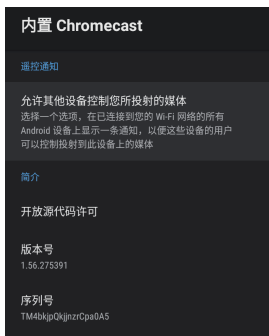 内置 Chromecast
遥控通知
允许其他设备控制您所投射的媒体
选择一个选项，在已连接到您的 Wi-Fi 网络的所有
Android 设备上显示一条通知，以便这些设备的用户
可以控制投射到此设备上的媒体
简介
开放源代码许可
版本号
1.56.275391
序列号
TM4bkjpQkjjnzrCpa0A5